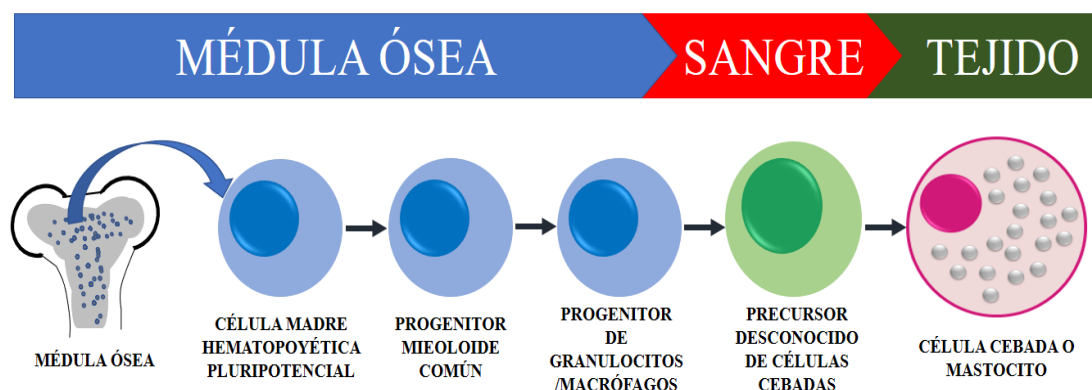 MÉDULA ÓSEA
SANGRE
TEJIDO
MÉDULA ÓSEA
CÉLULA MADRE
HEMATOPOYÉTICA
PLURIPOTENCIAL
PROGENITOR
MIEOLOIDE
COMÚN
PROGENITOR
DE
GRANULOCITOS
/MACRÓFAGOS
PRECURSOR
DESCONOCIDO
DE CÉLULAS
CEBADAS
CÉLULA CEBADA O
MASTOCITO